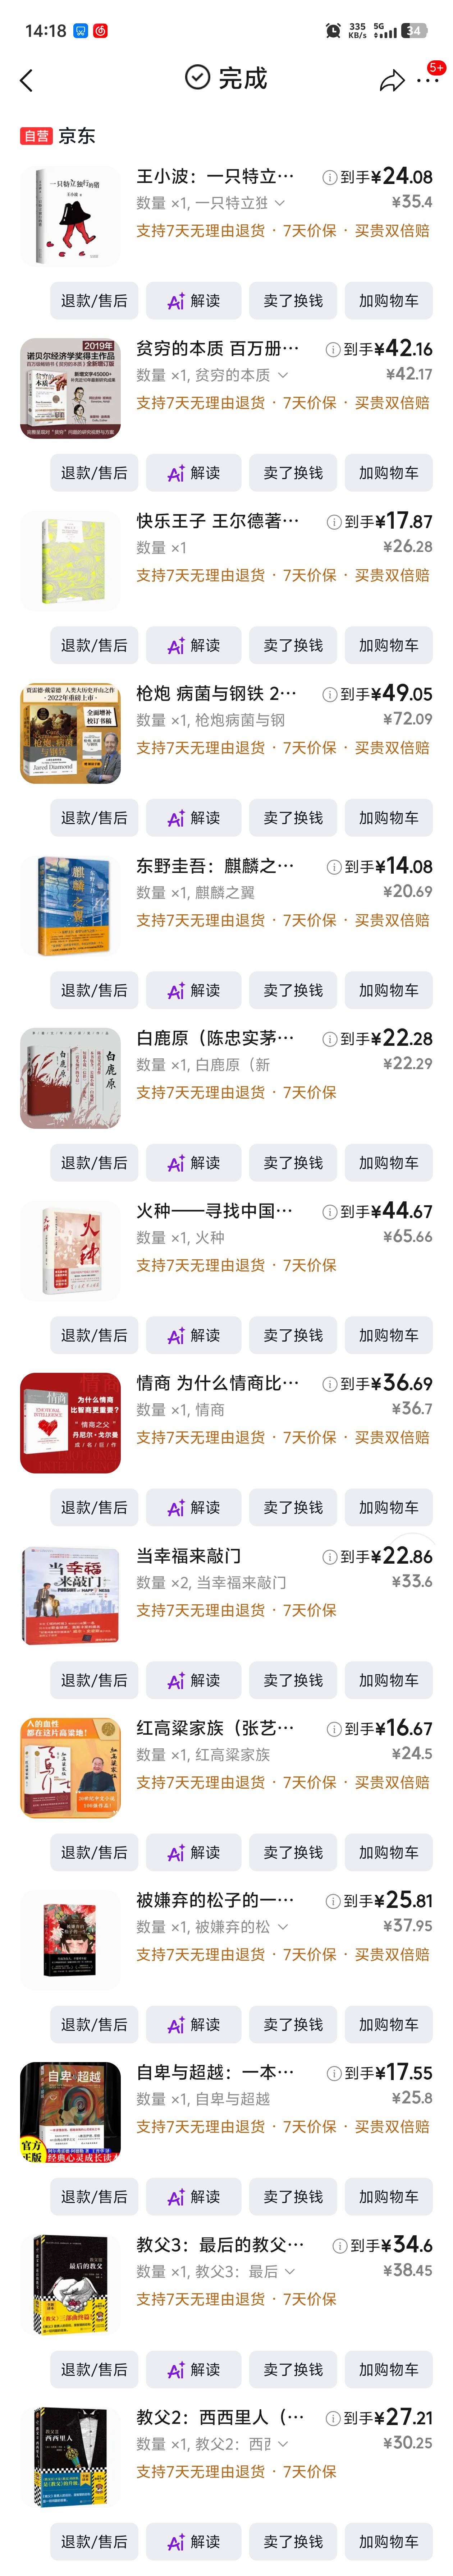 14:18
335 KB/s 5G 34
完成
5+
自营 京东
王小波：一只特立… 到手¥24.08
数量 ×1, 一只特立独 ¥35.4
支持7天无理由退货 · 7天价保 · 买贵双倍赔
退款/售后 Ai 解读 卖了换钱 加购物车
贫穷的本质 百万册… 到手¥42.16
数量 ×1, 贫穷的本质 ¥42.17
支持7天无理由退货 · 7天价保 · 买贵双倍赔
退款/售后 Ai 解读 卖了换钱 加购物车
快乐王子 王尔德著… 到手¥17.87
数量 ×1 ¥26.28
支持7天无理由退货 · 7天价保 · 买贵双倍赔
退款/售后 Ai 解读 卖了换钱 加购物车
枪炮 病菌与钢铁 2… 到手¥49.05
数量 ×1, 枪炮病菌与钢 ¥72.09
支持7天无理由退货 · 7天价保 · 买贵双倍赔
退款/售后 Ai 解读 卖了换钱 加购物车
东野圭吾：麒麟之… 到手¥14.08
数量 ×1, 麒麟之翼 ¥20.69
支持7天无理由退货 · 7天价保 · 买贵双倍赔
退款/售后 Ai 解读 卖了换钱 加购物车
白鹿原（陈忠实茅… 到手¥22.28
数量 ×1, 白鹿原（新 ¥22.29
支持7天无理由退货 · 7天价保
退款/售后 Ai 解读 卖了换钱 加购物车
火种——寻找中国… 到手¥44.67
数量 ×1, 火种 ¥65.66
支持7天无理由退货 · 7天价保
退款/售后 Ai 解读 卖了换钱 加购物车
情商 为什么情商比… 到手¥36.69
数量 ×1, 情商 ¥36.7
支持7天无理由退货 · 7天价保 · 买贵双倍赔
退款/售后 Ai 解读 卖了换钱 加购物车
当幸福来敲门 到手¥22.86
数量 ×2, 当幸福来敲门 ¥33.6
支持7天无理由退货 · 7天价保
退款/售后 Ai 解读 卖了换钱 加购物车
红高粱家族（张艺… 到手¥16.67
数量 ×1, 红高粱家族 ¥24.5
支持7天无理由退货 · 7天价保 · 买贵双倍赔
退款/售后 Ai 解读 卖了换钱 加购物车
被嫌弃的松子的一… 到手¥25.81
数量 ×1, 被嫌弃的松 ¥37.95
支持7天无理由退货 · 7天价保 · 买贵双倍赔
退款/售后 Ai 解读 卖了换钱 加购物车
自卑与超越：一本… 到手¥17.55
数量 ×1, 自卑与超越 ¥25.8
支持7天无理由退货 · 7天价保 · 买贵双倍赔
退款/售后 Ai 解读 卖了换钱 加购物车
教父3：最后的教父… 到手¥34.6
数量 ×1, 教父3：最后 ¥38.45
支持7天无理由退货 · 7天价保
退款/售后 Ai 解读 卖了换钱 加购物车
教父2：西西里人（… 到手¥27.21
数量 ×1, 教父2：西西 ¥30.25
支持7天无理由退货 · 7天价保
退款/售后 Ai 解读 卖了换钱 加购物车